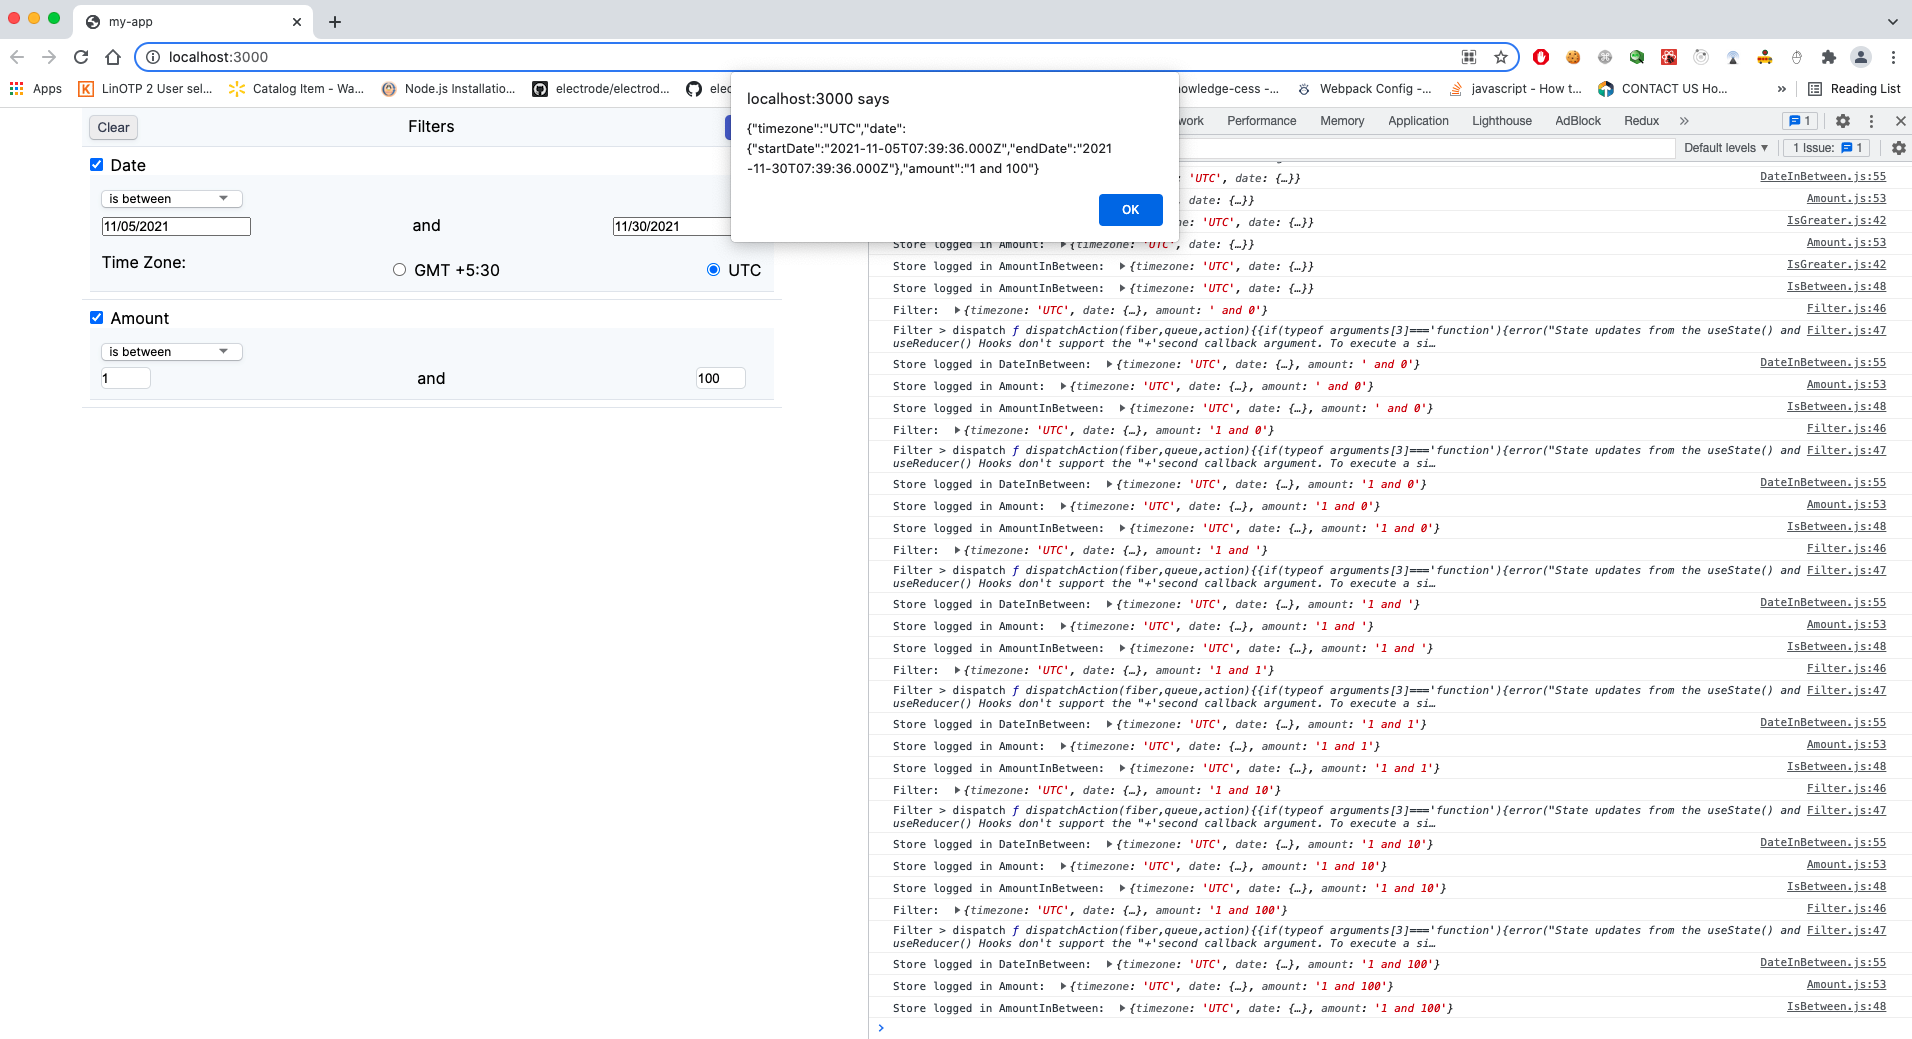 my-app
localhost:3000
Apps
LinOTP 2 User sel...
Catalog Item - Wa...
Node.js Installatio...
electrode/electrod...
Webpack Config -...
javascript - How t...
CONTACT US Ho...
»
Reading List
localhost:3000 says
{"timezone":"UTC","date":
{"startDate":"2021-11-05T07:39:36.000Z","endDate":"2021
-11-30T07:39:36.000Z"},"amount":"1 and 100"}
OK
Clear
Filters
Date
is between
11/05/2021
and
11/30/2021
Time Zone:
GMT +5:30
UTC
Amount
is between
1
and
100
Performance
Memory
Application
Lighthouse
AdBlock
Redux
»
1
Default levels
1 Issue:
1
'UTC', date: {…}} DateInBetween.js:55
date: {…}} Amount.js:53
'UTC', date: {…}} IsGreater.js:42
Store logged in Amount: {timezone: 'UTC', date: {…}} Amount.js:53
Store logged in AmountInBetween: {timezone: 'UTC', date: {…}} IsGreater.js:42
Store logged in AmountInBetween: {timezone: 'UTC', date: {…}} IsBetween.js:48
Filter: {timezone: 'UTC', date: {…}, amount: ' and 0'} Filter.js:46
Filter > dispatch ƒ dispatchAction(fiber,queue,action){{if(typeof arguments[3]==='function'){error("State updates from the useState() and Filter.js:47
useReducer() Hooks don't support the "+'second callback argument. To execute a si…
Store logged in DateInBetween: {timezone: 'UTC', date: {…}, amount: ' and 0'} DateInBetween.js:55
Store logged in Amount: {timezone: 'UTC', date: {…}, amount: ' and 0'} Amount.js:53
Store logged in AmountInBetween: {timezone: 'UTC', date: {…}, amount: ' and 0'} IsBetween.js:48
Filter: {timezone: 'UTC', date: {…}, amount: '1 and 0'} Filter.js:46
Filter > dispatch ƒ dispatchAction(fiber,queue,action){{if(typeof arguments[3]==='function'){error("State updates from the useState() and Filter.js:47
useReducer() Hooks don't support the "+'second callback argument. To execute a si…
Store logged in DateInBetween: {timezone: 'UTC', date: {…}, amount: '1 and 0'} DateInBetween.js:55
Store logged in Amount: {timezone: 'UTC', date: {…}, amount: '1 and 0'} Amount.js:53
Store logged in AmountInBetween: {timezone: 'UTC', date: {…}, amount: '1 and 0'} IsBetween.js:48
Filter: {timezone: 'UTC', date: {…}, amount: '1 and '} Filter.js:46
Filter > dispatch ƒ dispatchAction(fiber,queue,action){{if(typeof arguments[3]==='function'){error("State updates from the useState() and Filter.js:47
useReducer() Hooks don't support the "+'second callback argument. To execute a si…
Store logged in DateInBetween: {timezone: 'UTC', date: {…}, amount: '1 and '} DateInBetween.js:55
Store logged in Amount: {timezone: 'UTC', date: {…}, amount: '1 and '} Amount.js:53
Store logged in AmountInBetween: {timezone: 'UTC', date: {…}, amount: '1 and '} IsBetween.js:48
Filter: {timezone: 'UTC', date: {…}, amount: '1 and 1'} Filter.js:46
Filter > dispatch ƒ dispatchAction(fiber,queue,action){{if(typeof arguments[3]==='function'){error("State updates from the useState() and Filter.js:47
useReducer() Hooks don't support the "+'second callback argument. To execute a si…
Store logged in DateInBetween: {timezone: 'UTC', date: {…}, amount: '1 and 1'} DateInBetween.js:55
Store logged in Amount: {timezone: 'UTC', date: {…}, amount: '1 and 1'} Amount.js:53
Store logged in AmountInBetween: {timezone: 'UTC', date: {…}, amount: '1 and 1'} IsBetween.js:48
Filter: {timezone: 'UTC', date: {…}, amount: '1 and 10'} Filter.js:46
Filter > dispatch ƒ dispatchAction(fiber,queue,action){{if(typeof arguments[3]==='function'){error("State updates from the useState() and Filter.js:47
useReducer() Hooks don't support the "+'second callback argument. To execute a si…
Store logged in DateInBetween: {timezone: 'UTC', date: {…}, amount: '1 and 10'} DateInBetween.js:55
Store logged in Amount: {timezone: 'UTC', date: {…}, amount: '1 and 10'} Amount.js:53
Store logged in AmountInBetween: {timezone: 'UTC', date: {…}, amount: '1 and 10'} IsBetween.js:48
Filter: {timezone: 'UTC', date: {…}, amount: '1 and 100'} Filter.js:46
Filter > dispatch ƒ dispatchAction(fiber,queue,action){{if(typeof arguments[3]==='function'){error("State updates from the useState() and Filter.js:47
useReducer() Hooks don't support the "+'second callback argument. To execute a si…
Store logged in DateInBetween: {timezone: 'UTC', date: {…}, amount: '1 and 100'} DateInBetween.js:55
Store logged in Amount: {timezone: 'UTC', date: {…}, amount: '1 and 100'} Amount.js:53
Store logged in AmountInBetween: {timezone: 'UTC', date: {…}, amount: '1 and 100'} IsBetween.js:48